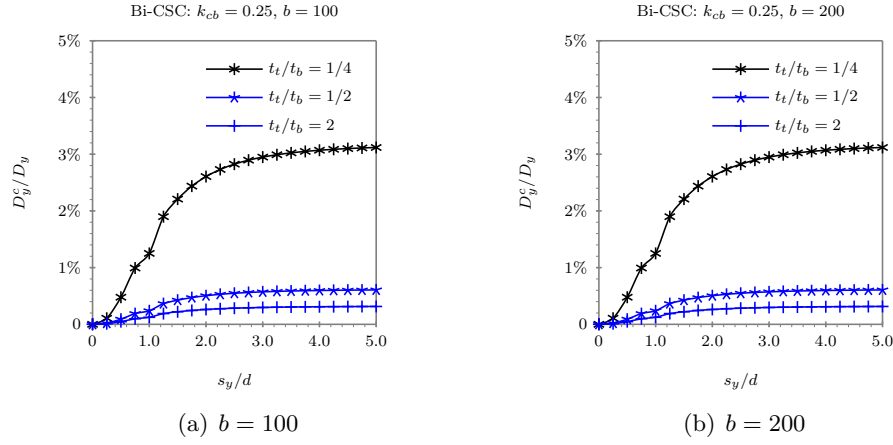 Bi-CSC: k_cb = 0.25, b = 100
5%
4%
3%
2%
1%
0
D_y^c/D_y
t_t/t_b = 1/4
t_t/t_b = 1/2
t_t/t_b = 2
0 1.0 2.0 3.0 4.0 5.0
s_y/d
(a) b = 100
Bi-CSC: k_cb = 0.25, b = 200
5%
4%
3%
2%
1%
0
D_y^c/D_y
t_t/t_b = 1/4
t_t/t_b = 1/2
t_t/t_b = 2
0 1.0 2.0 3.0 4.0 5.0
s_y/d
(b) b = 200